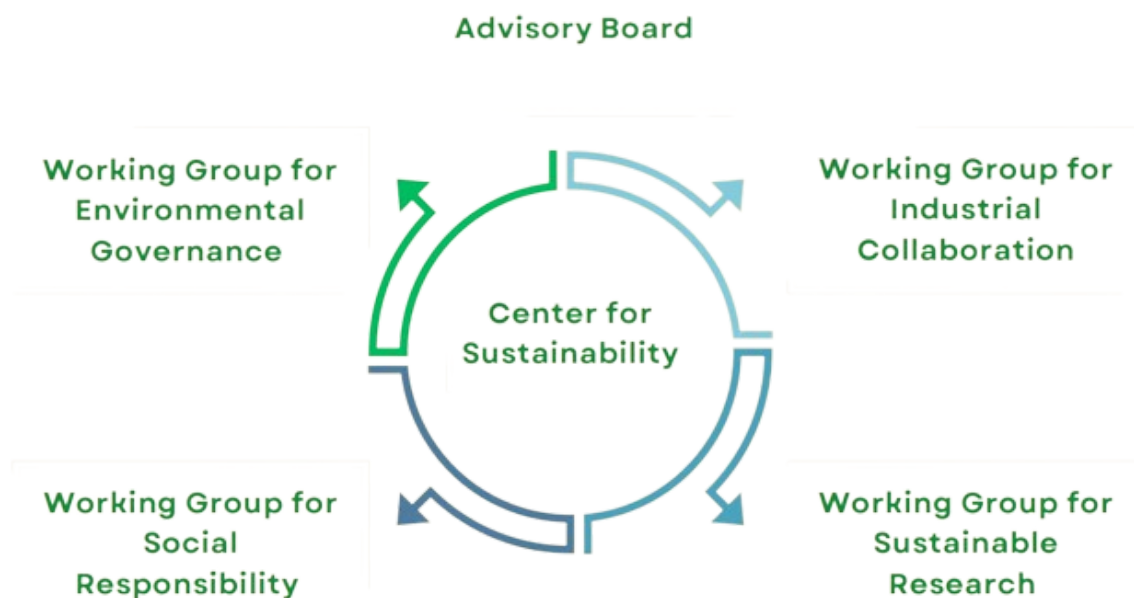 Advisory Board
Working Group for
Environmental
Governance
Working Group for
Industrial
Collaboration
Center for
Sustainability
Working Group for
Social
Responsibility
Working Group for
Sustainable
Research